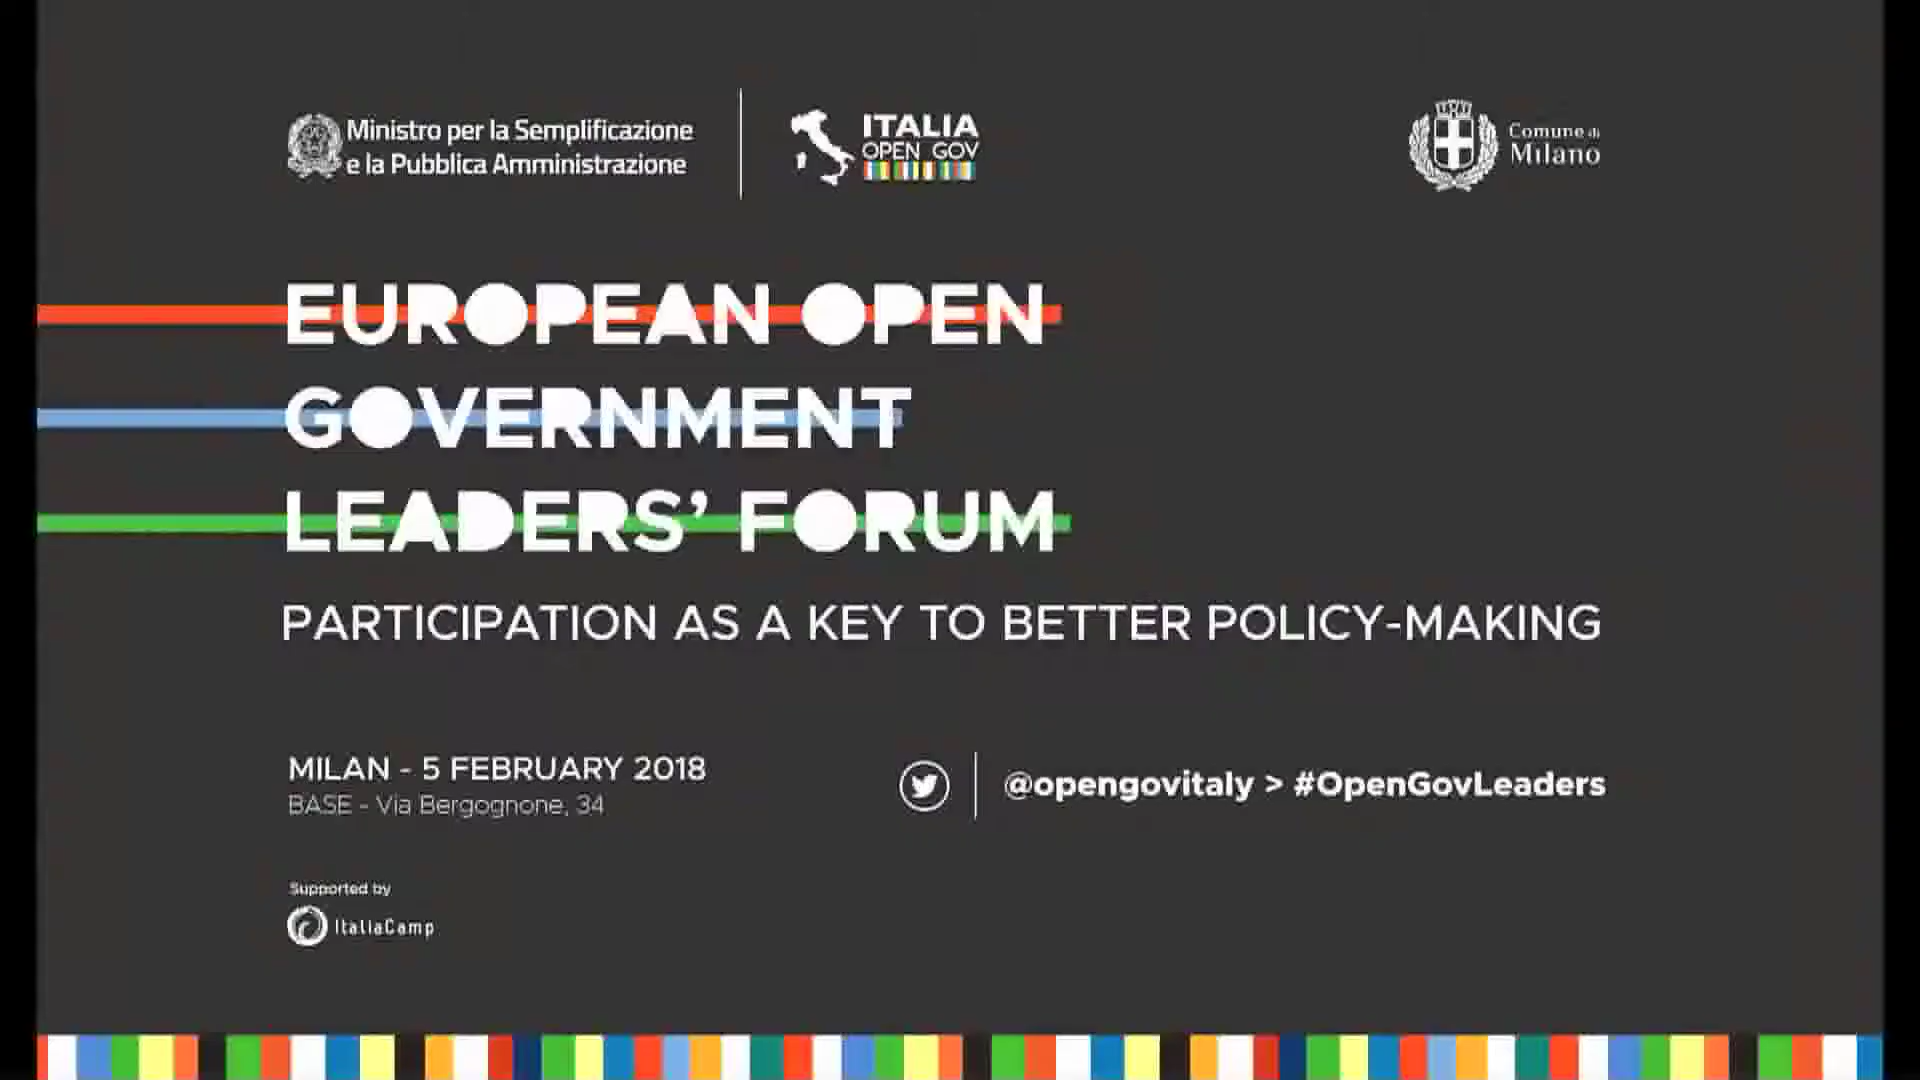 Ministro per la Semplificazione
e la Pubblica Amministrazione
ITALIA
OPEN GOV
Comune di
Milano
EUROPEAN OPEN
GOVERNMENT
LEADERS' FORUM
PARTICIPATION AS A KEY TO BETTER POLICY-MAKING
MILAN - 5 FEBRUARY 2018
BASE - Via Bergognone, 34
@opengovitaly > #OpenGovLeaders
Supported by
ItaliaCamp